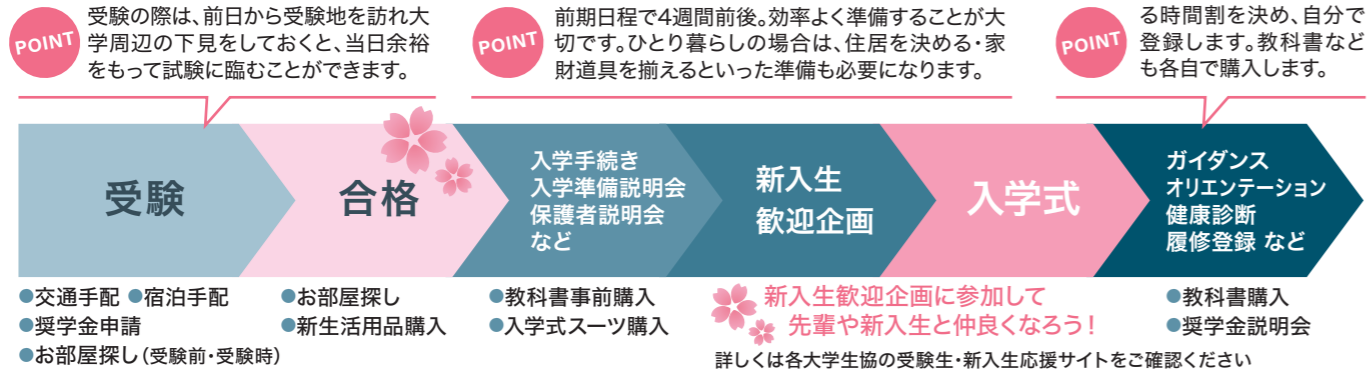 POINT
受験の際は、前日から受験地を訪れ大
学周辺の下見をしておくと、当日余裕
をもって試験に臨むことができます。
POINT
前期日程で4週間前後。効率よく準備することが大
切です。ひとり暮らしの場合は、住居を決める・家
財道具を揃えるといった準備も必要になります。
POINT
る時間割を決め、自分で
登録します。教科書など
も各自で購入します。
受験
合格
入学手続き
入学準備説明会
保護者説明会
など
新入生
歓迎企画
入学式
ガイダンス
オリエンテーション
健康診断
履修登録 など
●交通手配 ●宿泊手配
●奨学金申請
●お部屋探し(受験前・受験時)
●お部屋探し
●新生活用品購入
●教科書事前購入
●入学式スーツ購入
新入生歓迎企画に参加して
先輩や新入生と仲良くなろう!
詳しくは各大学生協の受験生・新入生応援サイトをご確認ください
●教科書購入
●奨学金説明会